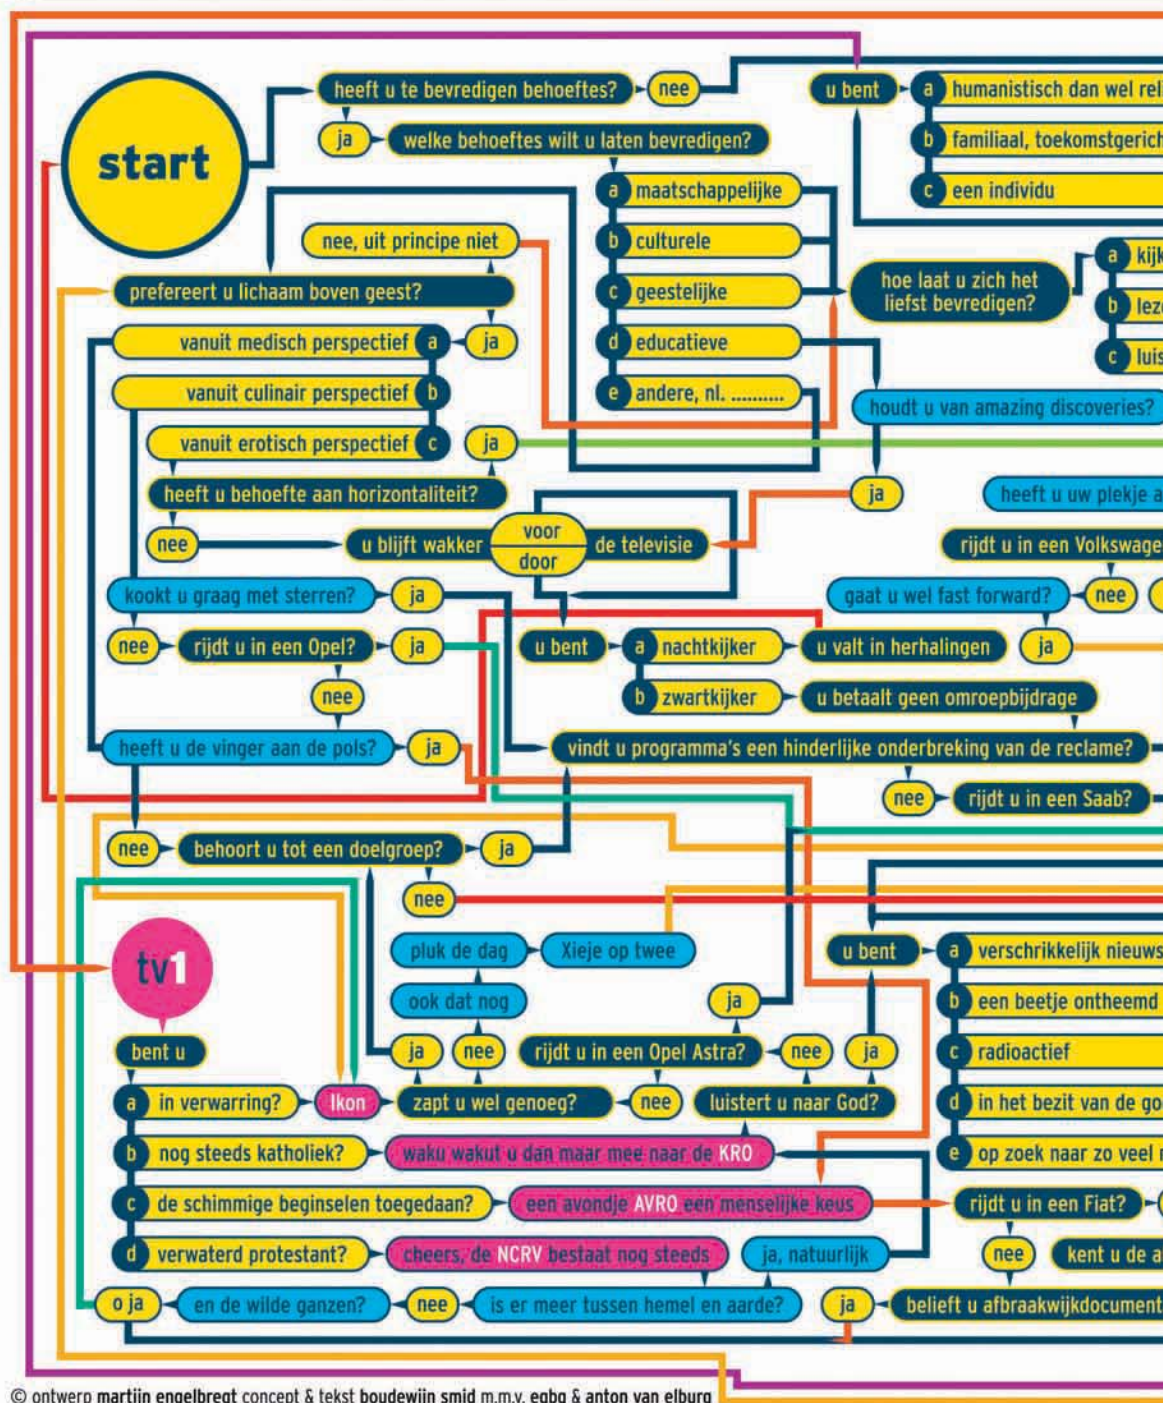 start
heeft u te bevredigen behoeftes?
nee
ja
welke behoeftes wilt u laten bevredigen?
a maatschappelijke
b culturele
c geestelijke
d educatieve
e andere, nl. ..........
u bent
a humanistisch dan wel rel
b familiaal, toekomstgerich
c een individu
hoe laat u zich het
liefst bevredigen?
a kijk
b leze
c luis
nee, uit principe niet
prefereert u lichaam boven geest?
ja
vanuit medisch perspectief a
vanuit culinair perspectief b
vanuit erotisch perspectief c
ja
heeft u behoefte aan horizontaliteit?
nee
u blijft wakker
voor
door
de televisie
houdt u van amazing discoveries?
ja
heeft u uw plekje a
rijdt u in een Volkswage
nee
gaat u wel fast forward?
ja
kookt u graag met sterren?
ja
nee
rijdt u in een Opel?
ja
nee
u bent
a nachtkijker
u valt in herhalingen
b zwartkijker
u betaalt geen omroepbijdrage
heeft u de vinger aan de pols?
ja
vindt u programma's een hinderlijke onderbreking van de reclame?
nee
rijdt u in een Saab?
nee
behoort u tot een doelgroep?
ja
nee
tv1
bent u
a in verwarring?
Ikon
zapt u wel genoeg?
ja
nee
ook dat nog
pluk de dag
Xieje op twee
nee
rijdt u in een Opel Astra?
ja
nee
luistert u naar God?
ja
u bent
a verschrikkelijk nieuws
b een beetje ontheemd
c radioactief
d in het bezit van de go
e op zoek naar zo veel
b nog steeds katholiek?
waku wakut u dan maar mee naar de KRO
c de schimmige beginselen toegedaan?
een avondje AVRO een menselijke keus
rijdt u in een Fiat?
nee
kent u de a
d verwaterd protestant?
cheers, de NCRV bestaat nog steeds
ja, natuurlijk
o ja
en de wilde ganzen?
nee
is er meer tussen hemel en aarde?
ja
belieft u afbraakwijkdocument
© ontwerp martijn engelbregt concept & tekst boudewijn smid m.m.v. egbg & anton van elburg